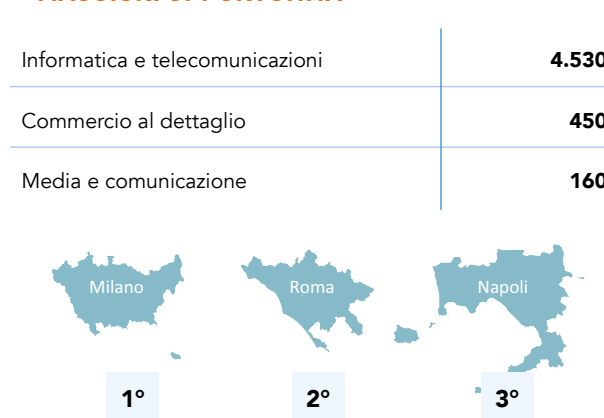 Informatica e telecomunicazioni 4.530
Commercio al dettaglio 450
Media e comunicazione 160
Milano Roma Napoli
1° 2° 3°